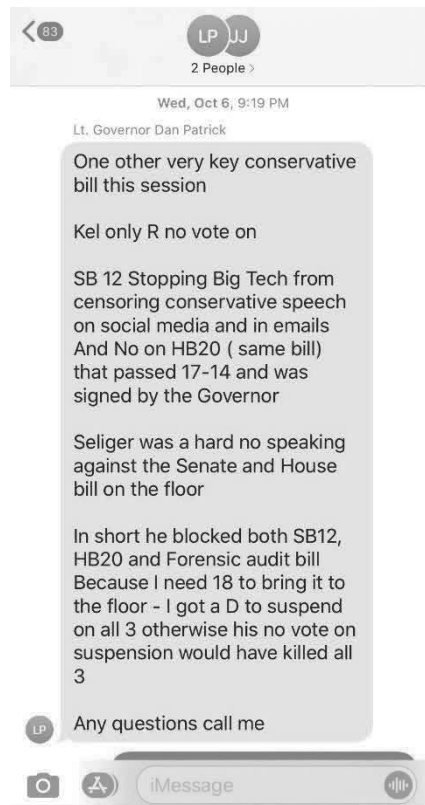 83
LP
JJ
2 People >
Wed, Oct 6, 9:19 PM
Lt. Governor Dan Patrick
One other very key conservative
bill this session
Kel only R no vote on
SB 12 Stopping Big Tech from
censoring conservative speech
on social media and in emails
And No on HB20 ( same bill)
that passed 17-14 and was
signed by the Governor
Seliger was a hard no speaking
against the Senate and House
bill on the floor
In short he blocked both SB12,
HB20 and Forensic audit bill
Because I need 18 to bring it to
the floor - I got a D to suspend
on all 3 otherwise his no vote on
suspension would have killed all
3
Any questions call me
LP
iMessage